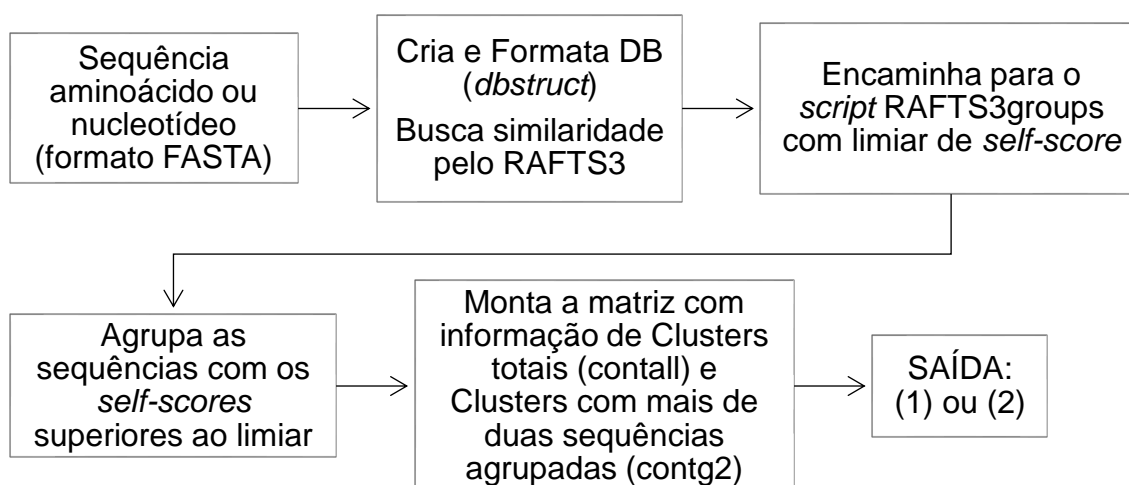 Sequência
aminoácido ou
nucleotídeo
(formato FASTA)
Cria e Formata DB
(dbstruct)
Busca similaridade
pelo RAFTS3
Encaminha para o
script RAFTS3groups
com limiar de self-score
Agrupa as
sequências com os
self-scores
superiores ao limiar
Monta a matriz com
informação de Clusters
totais (contall) e
Clusters com mais de
duas sequências
agrupadas (contg2)
SAÍDA:
(1) ou (2)